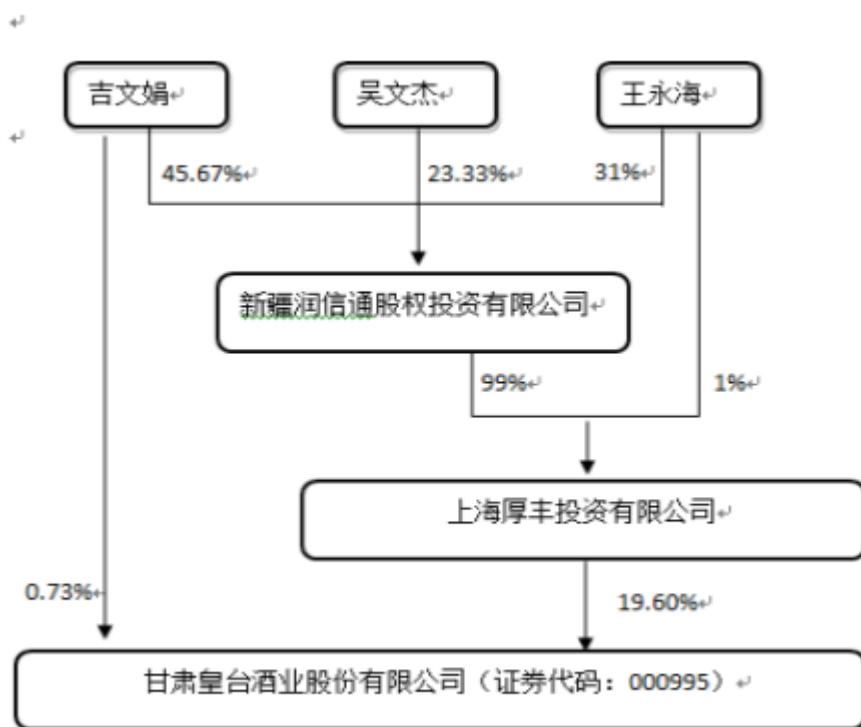 吉文娟
吴文杰
王永海
45.67%
23.33%
31%
新疆润信通股权投资有限公司
99%
1%
上海厚丰投资有限公司
0.73%
19.60%
甘肃皇台酒业股份有限公司（证券代码：000995）